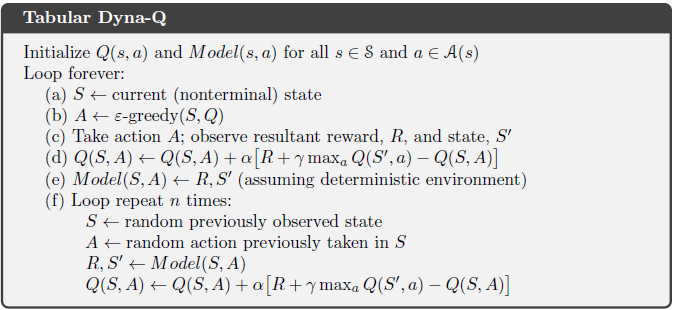 Tabular Dyna-Q
Initialize Q(s, a) and Model(s, a) for all s ∈ 𝒮 and a ∈ 𝒜(s)
Loop forever:
(a) S ← current (nonterminal) state
(b) A ← ε-greedy(S, Q)
(c) Take action A; observe resultant reward, R, and state, S′
(d) Q(S, A) ← Q(S, A) + α[R + γ maxₐ Q(S′, a) − Q(S, A)]
(e) Model(S, A) ← R, S′ (assuming deterministic environment)
(f) Loop repeat n times:
S ← random previously observed state
A ← random action previously taken in S
R, S′ ← Model(S, A)
Q(S, A) ← Q(S, A) + α[R + γ maxₐ Q(S′, a) − Q(S, A)]